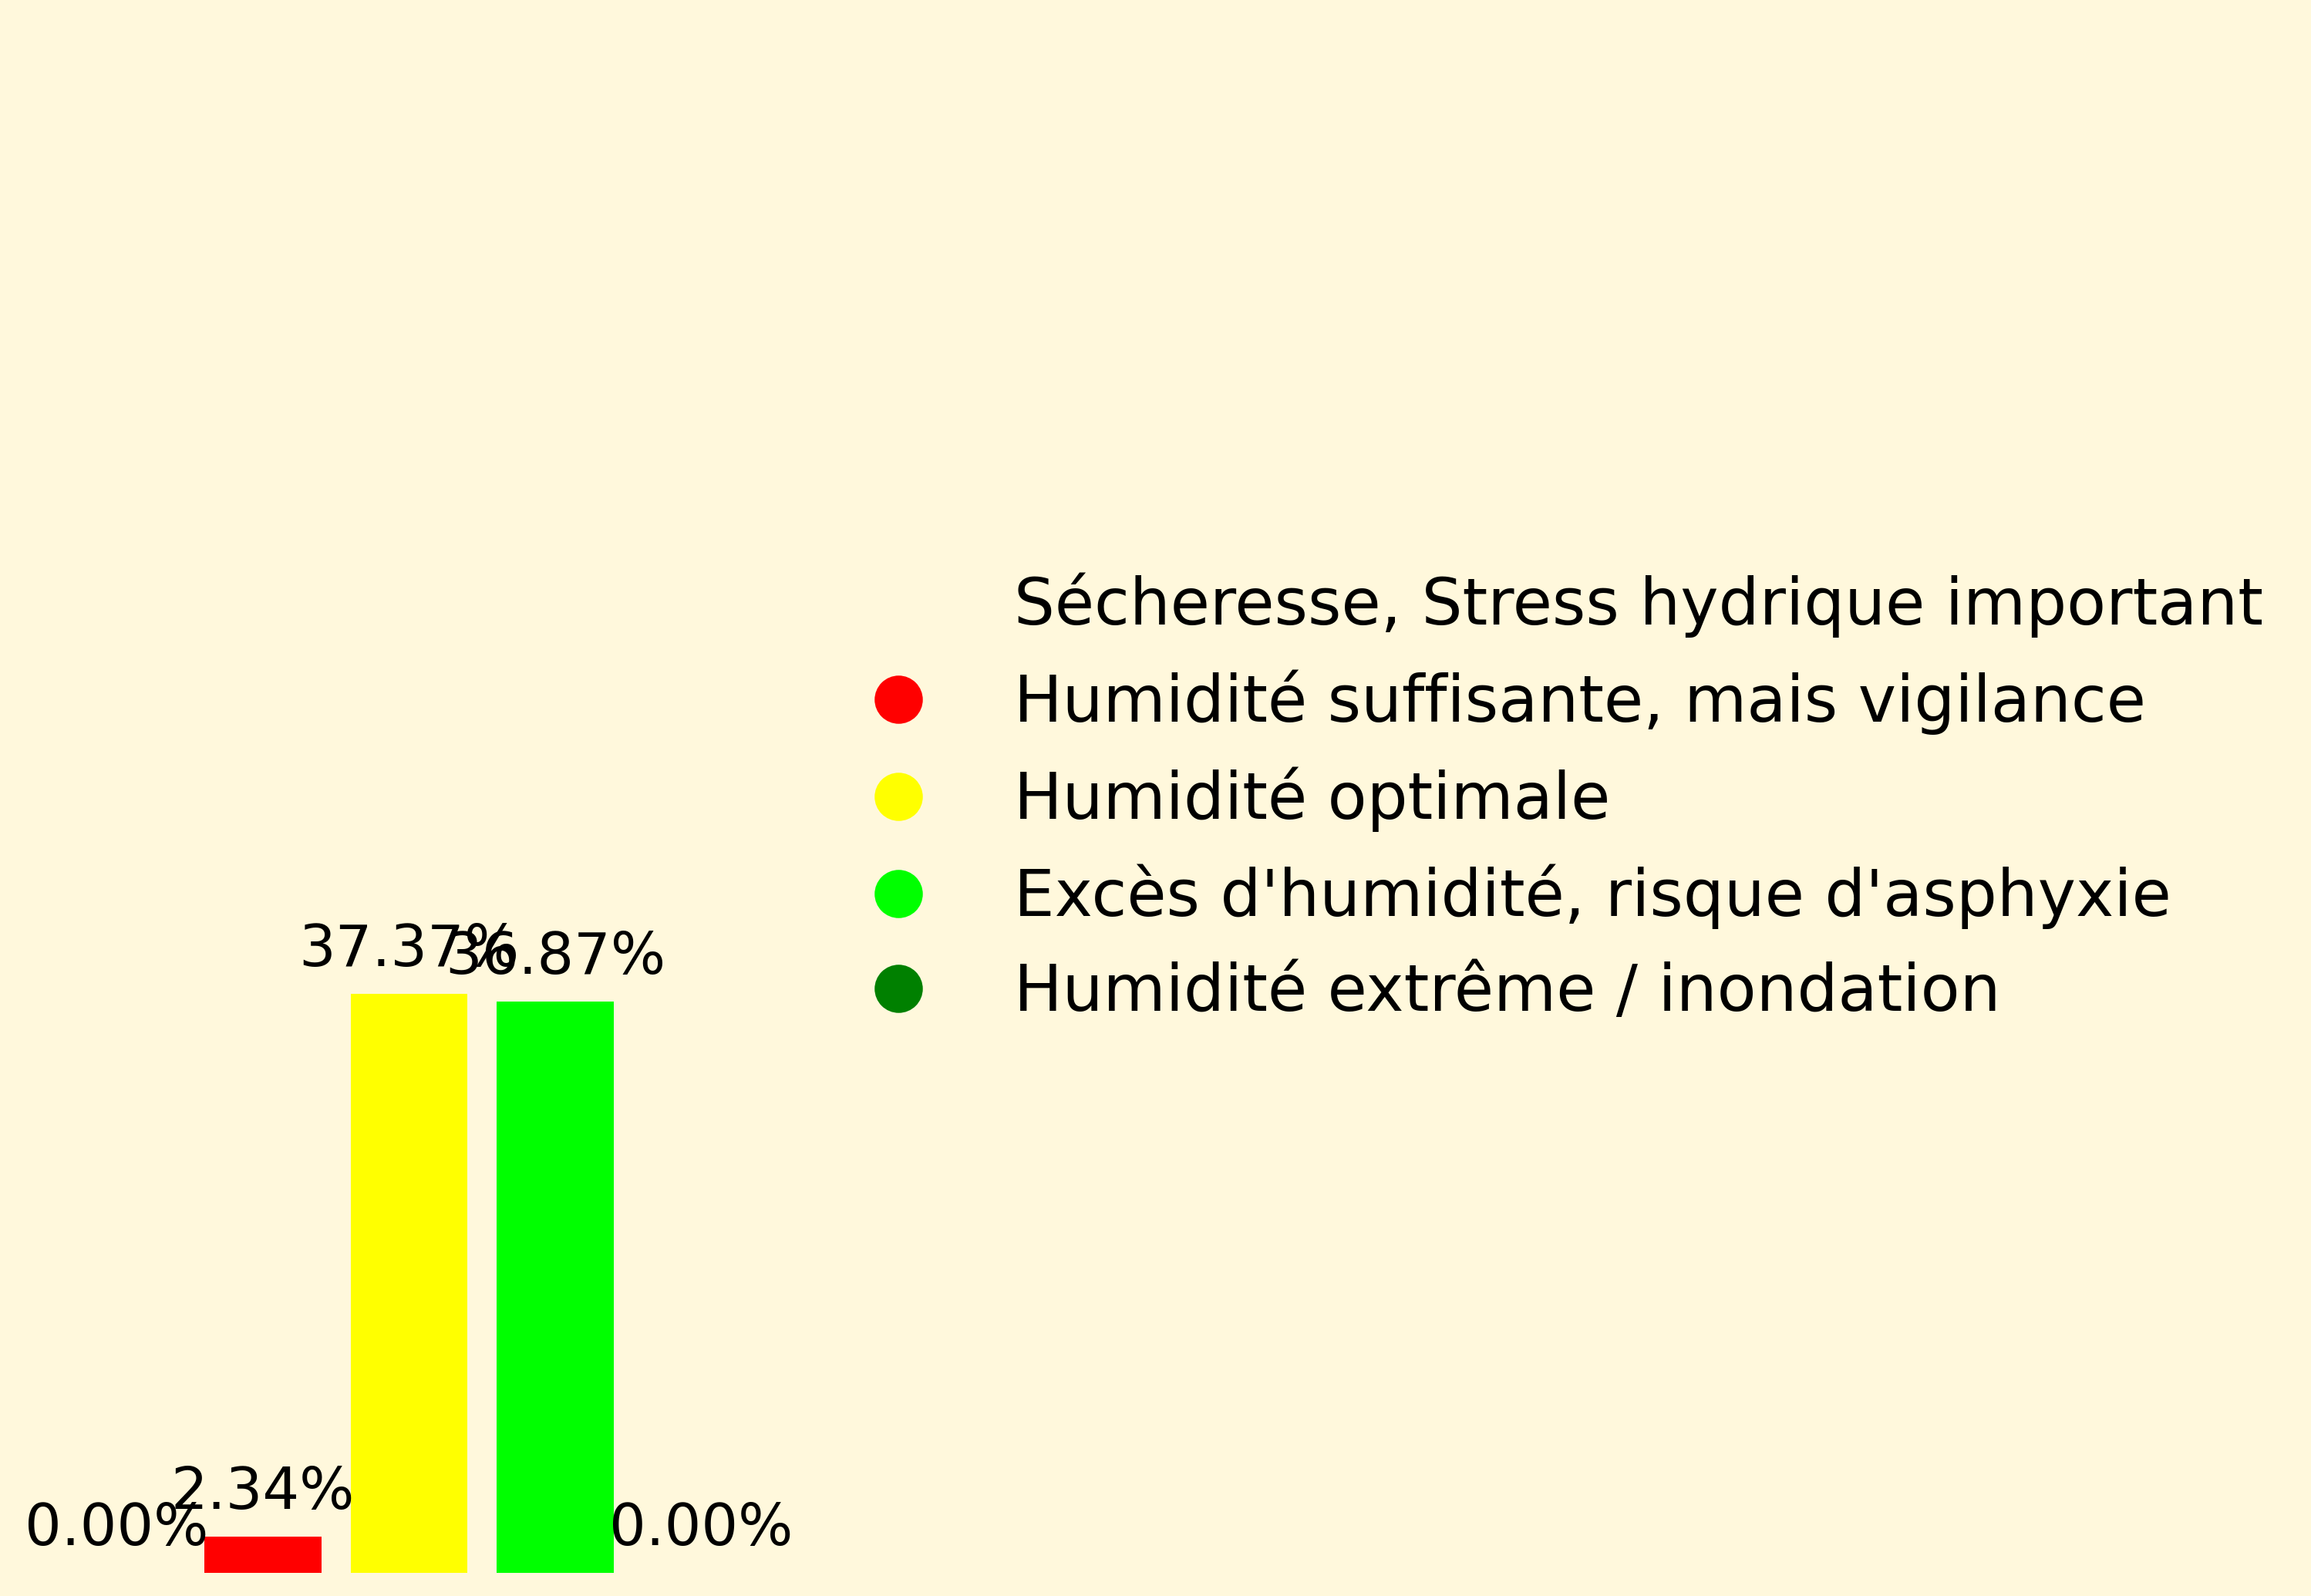 Sécheresse, Stress hydrique important
Humidité suffisante, mais vigilance
Humidité optimale
Excès d'humidité, risque d'asphyxie
Humidité extrême / inondation
37.37%
36.87%
2.34%
0.00%
0.00%